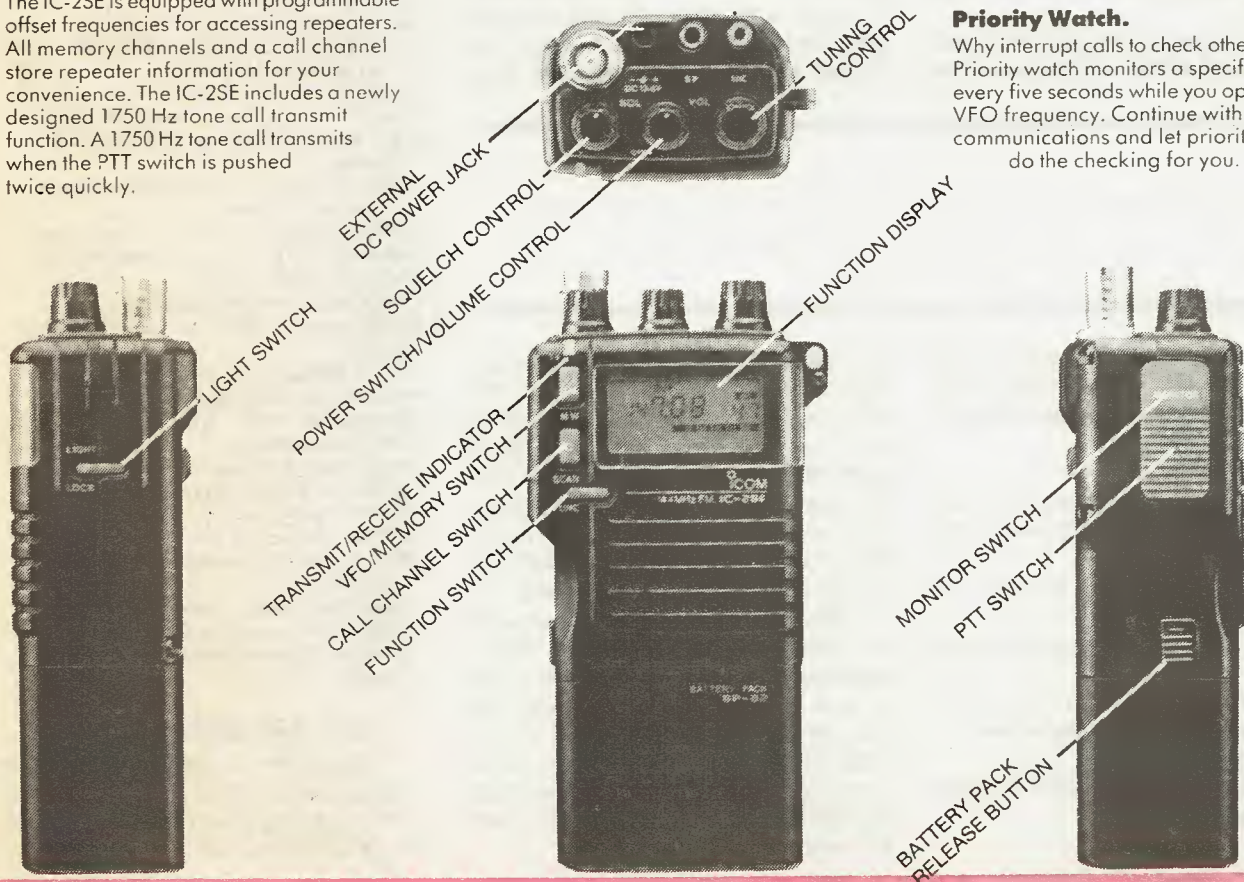 The IC-2SE is equipped with programmable
offset frequencies for accessing repeaters.
All memory channels and a call channel
store repeater information for your
convenience. The IC-2SE includes a newly
designed 1750 Hz tone call transmit
function. A 1750 Hz tone call transmits
when the PTT switch is pushed
twice quickly.
Priority Watch.
Why interrupt calls to check othe
Priority watch monitors a specif
every five seconds while you op
VFO frequency. Continue with
communications and let priorit
do the checking for you.
TUNING
CONTROL
EXTERNAL
DC POWER JACK
SQUELCH CONTROL
POWER SWITCH/VOLUME CONTROL
FUNCTION DISPLAY
LIGHT SWITCH
TRANSMIT/RECEIVE INDICATOR
VFO/MEMORY SWITCH
CALL CHANNEL SWITCH
FUNCTION SWITCH
MONITOR SWITCH
PTT SWITCH
BATTERY PACK
RELEASE BUTTON
SP
VOL
LIGHT
LOCK
SCAN
ICOM
BATTERY PACK